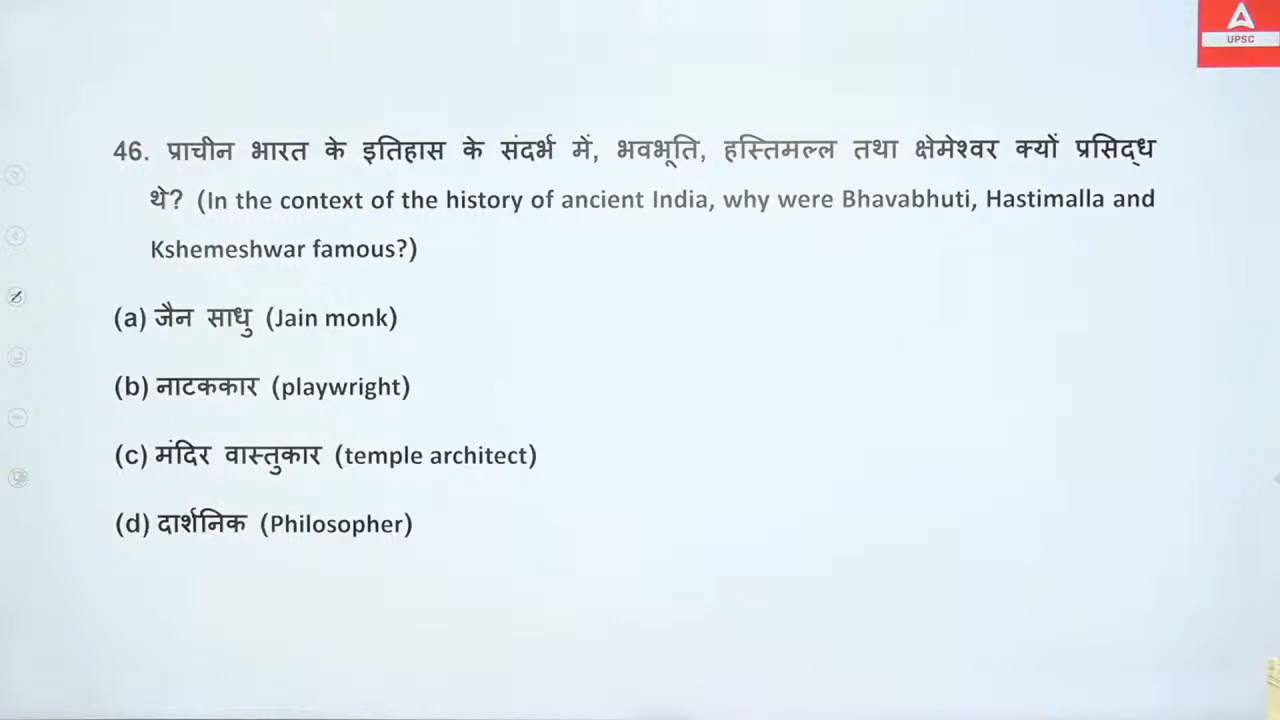 UPSC
46. प्राचीन भारत के इतिहास के संदर्भ में, भवभूति, हस्तिमल्ल तथा क्षेमेश्वर क्यों प्रसिद्ध
थे? (In the context of the history of ancient India, why were Bhavabhuti, Hastimalla and
Kshemeshwar famous?)
(a) जैन साधु (Jain monk)
(b) नाटककार (playwright)
(c) मंदिर वास्तुकार (temple architect)
(d) दार्शनिक (Philosopher)